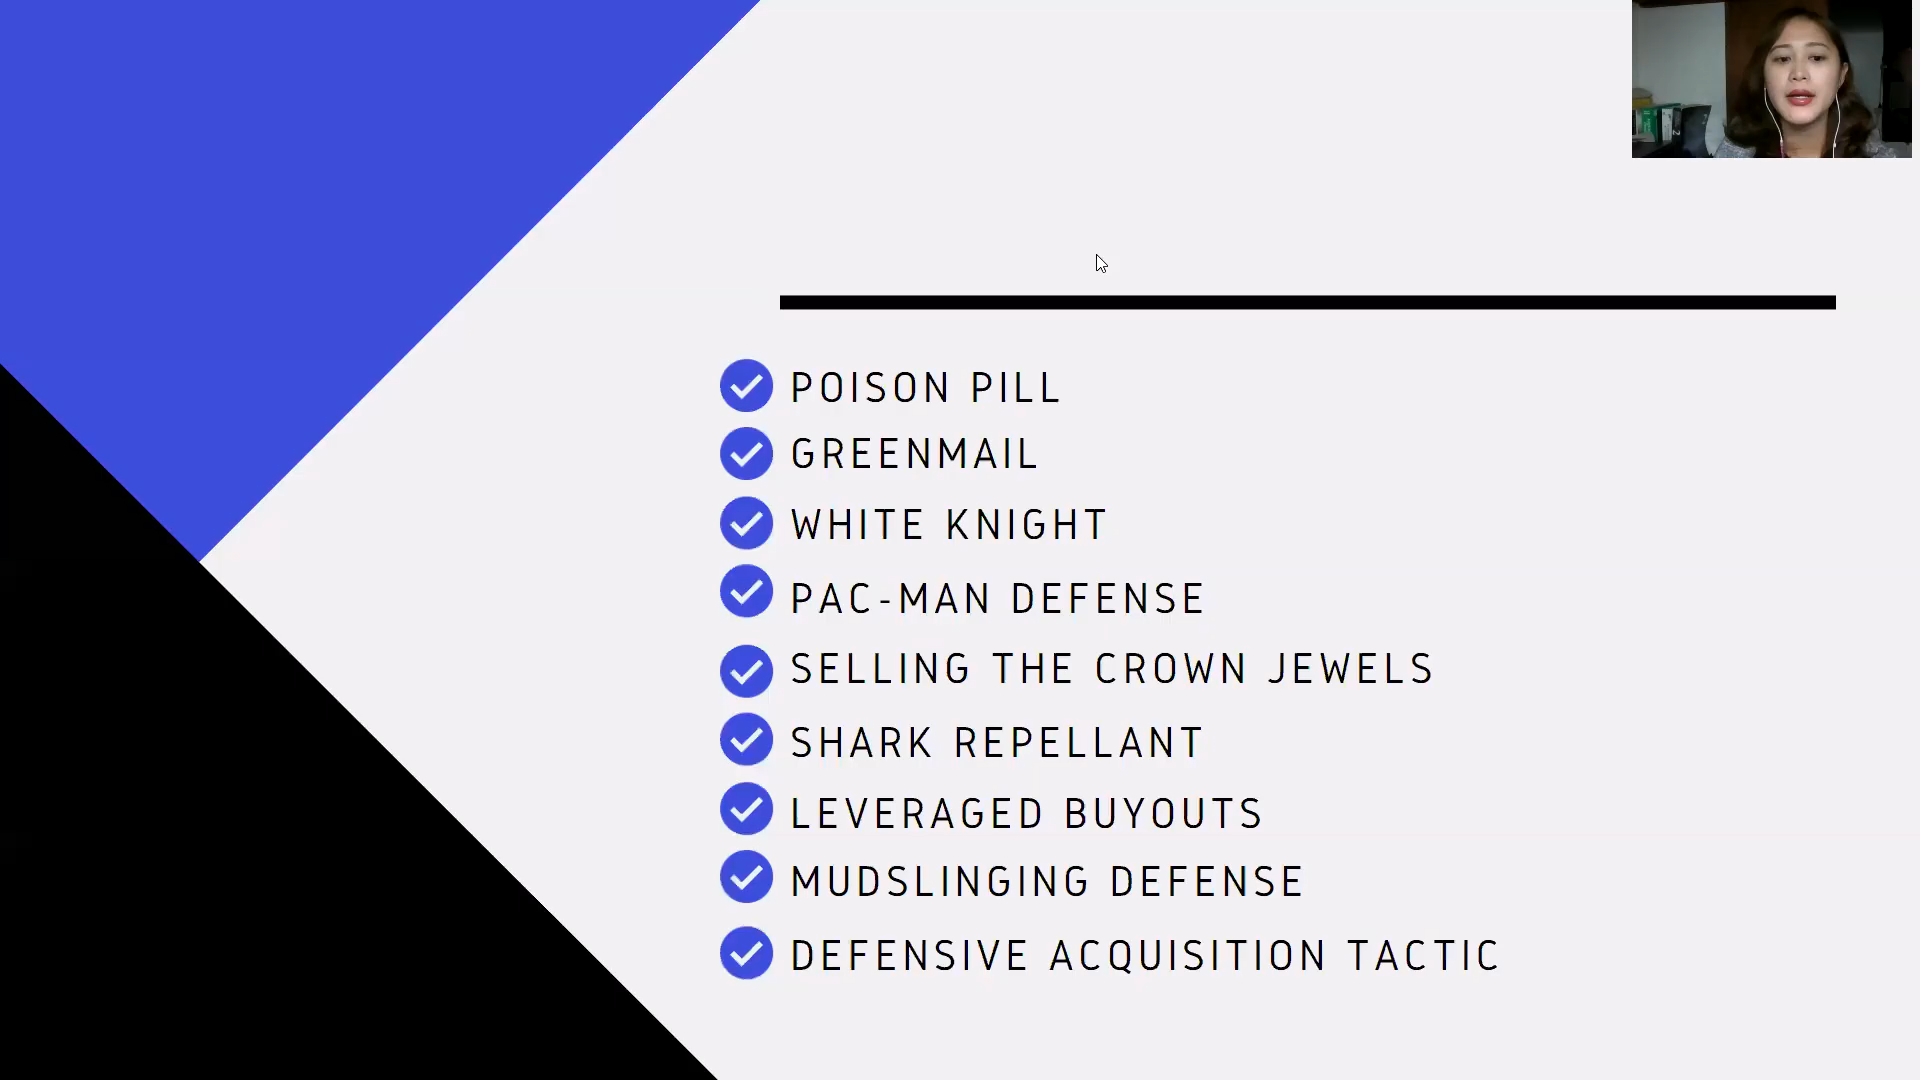 POISON PILL
GREENMAIL
WHITE KNIGHT
PAC-MAN DEFENSE
SELLING THE CROWN JEWELS
SHARK REPELLANT
LEVERAGED BUYOUTS
MUDSLINGING DEFENSE
DEFENSIVE ACQUISITION TACTIC